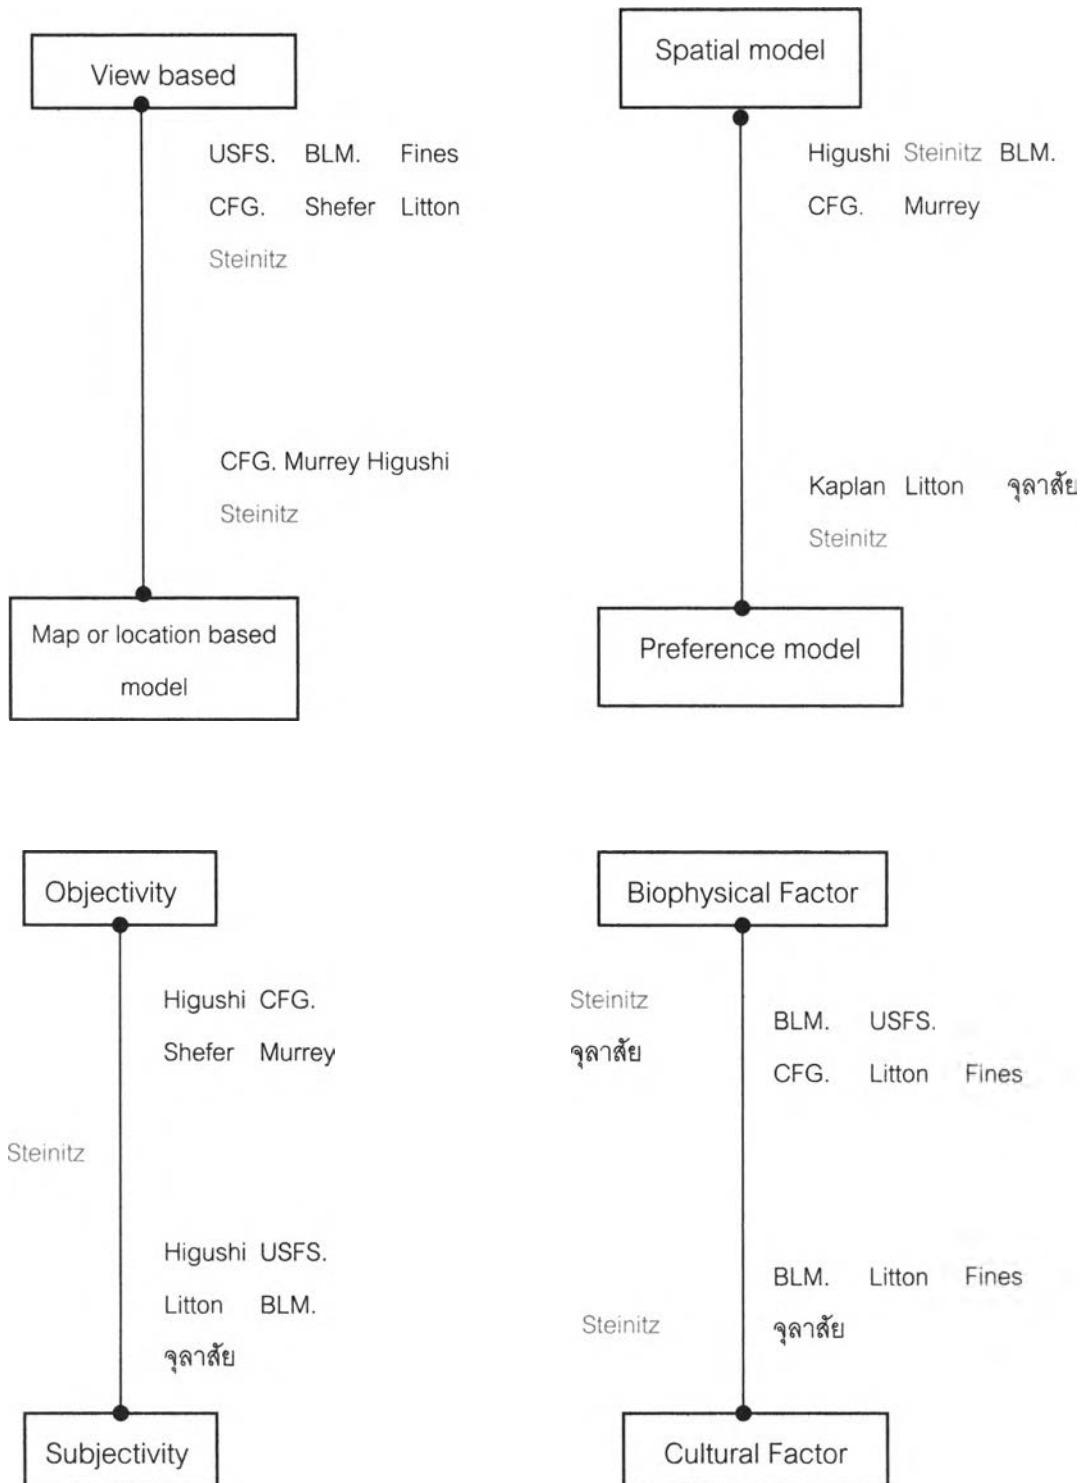 View based
USFS. BLM. Fines
CFG. Shefer Litton
Steinitz
CFG. Murrey Higushi
Steinitz
Map or location based
model
Spatial model
Higushi Steinitz BLM.
CFG. Murrey
Kaplan Litton จุลาสัย
Steinitz
Preference model
Objectivity
Higushi CFG.
Shefer Murrey
Steinitz
Higushi USFS.
Litton BLM.
จุลาสัย
Subjectivity
Biophysical Factor
Steinitz
จุลาสัย
BLM. USFS.
CFG. Litton Fines
BLM. Litton Fines
Steinitz
จุลาสัย
Cultural Factor